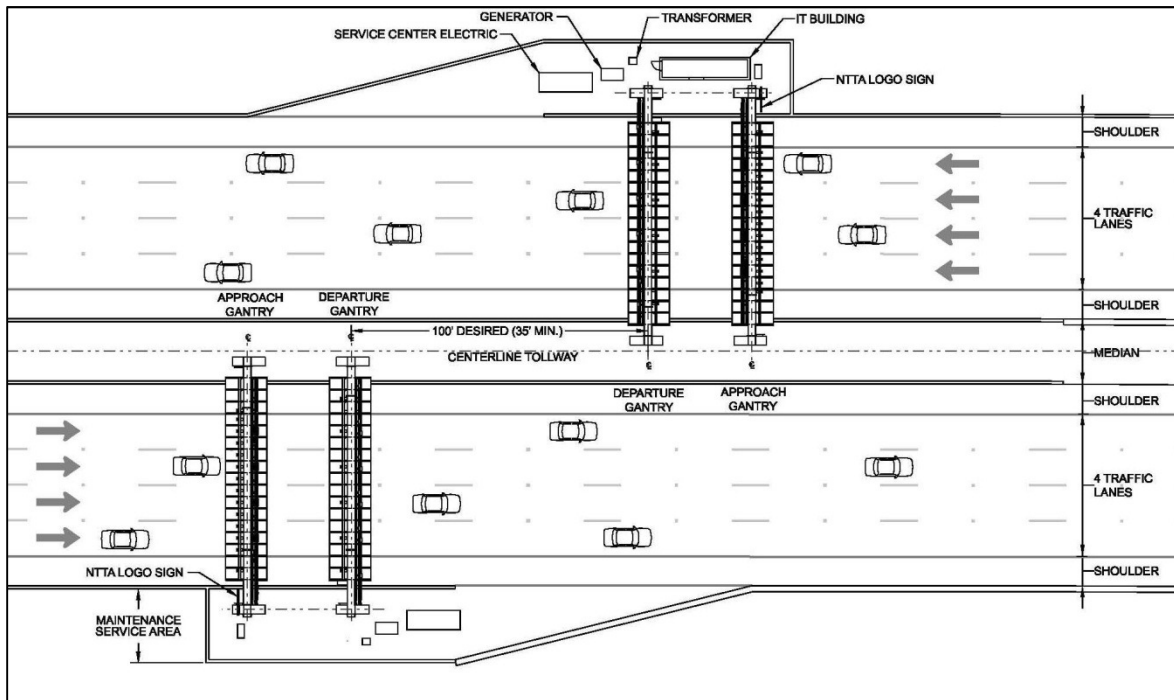 GENERATOR
TRANSFORMER
IT BUILDING
SERVICE CENTER ELECTRIC
NTTA LOGO SIGN
SHOULDER
4 TRAFFIC
LANES
APPROACH
GANTRY
DEPARTURE
GANTRY
SHOULDER
100' DESIRED (35' MIN.)
CENTERLINE TOLLWAY
MEDIAN
DEPARTURE
GANTRY
APPROACH
GANTRY
SHOULDER
4 TRAFFIC
LANES
NTTA LOGO SIGN
SHOULDER
MAINTENANCE
SERVICE AREA